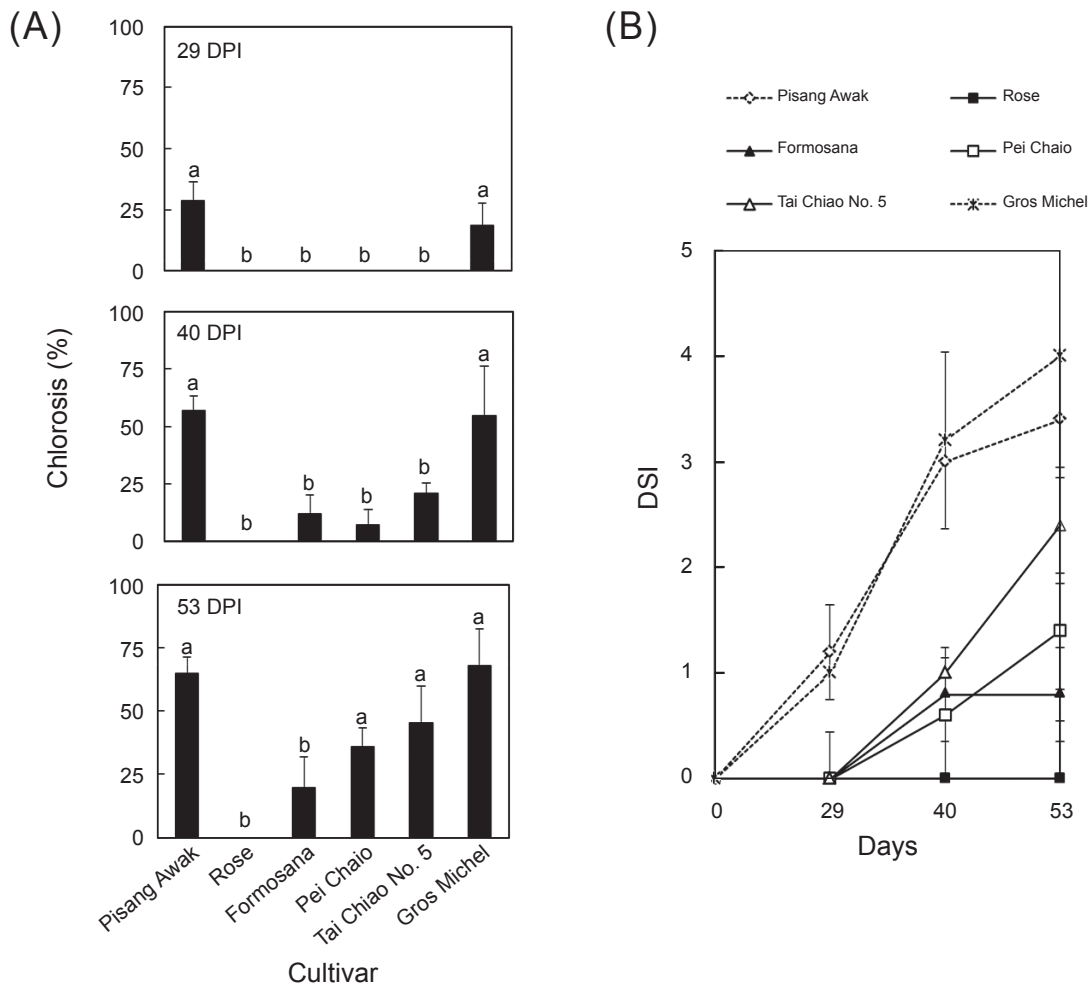 (A)
100
75
50
25
0
29 DPI
a
b
b
b
b
a
100
75
50
25
0
40 DPI
a
b
b
b
b
a
100
75
50
25
0
53 DPI
a
b
b
a
a
a
Chlorosis (%)
Pisang Awak
Rose
Formosana
Pei Chaio
Tai Chiao No. 5
Gros Michel
Cultivar
(B)
Pisang Awak
Rose
Formosana
Pei Chaio
Tai Chiao No. 5
Gros Michel
5
4
3
2
1
0
DSI
0 29 40 53
Days